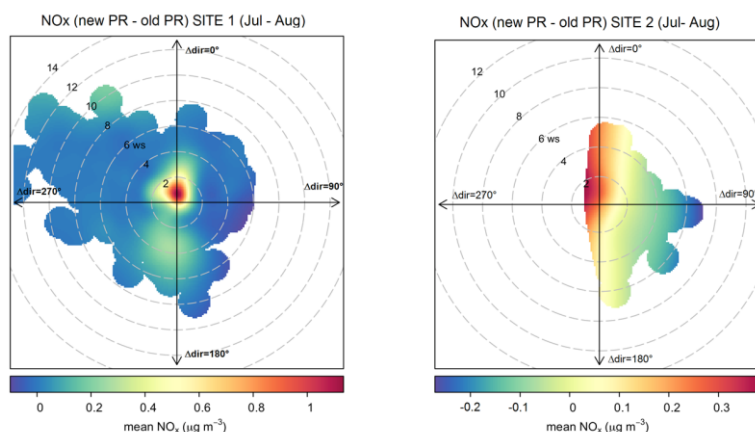 NOx (new PR - old PR) SITE 1 (Jul - Aug)
Δdir=0°
14
12
10
8
6 ws
4
2
Δdir=270°
Δdir=90°
Δdir=180°
0 0.2 0.4 0.6 0.8 1
mean NOₓ (μg m⁻³)
NOx (new PR - old PR) SITE 2 (Jul- Aug)
Δdir=0°
12
10
8
6 ws
4
2
Δdir=270°
Δdir=90°
Δdir=180°
-0.2 -0.1 0 0.1 0.2 0.3
mean NOₓ (μg m⁻³)